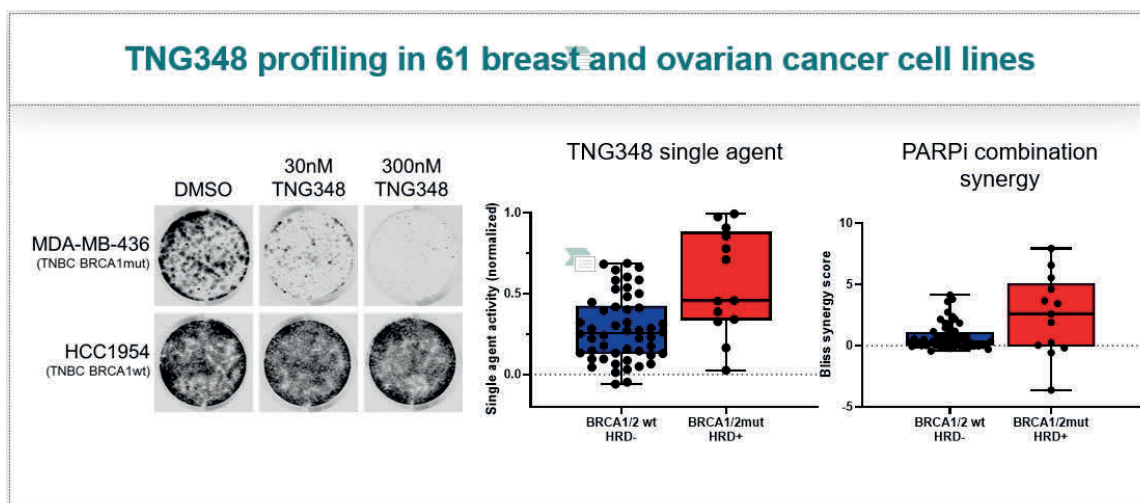 TNG348 profiling in 61 breast and ovarian cancer cell lines
DMSO
30nM
TNG348
300nM
TNG348
MDA-MB-436
(TNBC BRCA1mut)
HCC1954
(TNBC BRCA1wt)
TNG348 single agent
Single agent activity (normalized)
1.0
0.5
0.0
BRCA1/2 wt
HRD-
BRCA1/2mut
HRD+
PARPi combination
synergy
Bliss synergy score
10
5
0
-5
BRCA1/2 wt
HRD-
BRCA1/2mut
HRD+